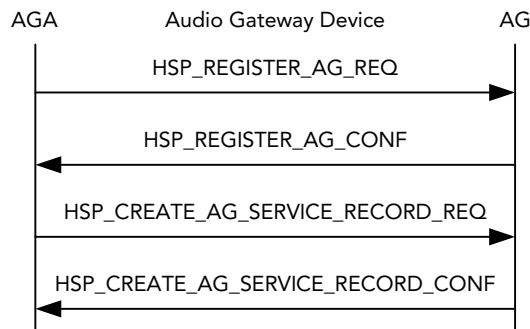 AGA Audio Gateway Device AG
HSP_REGISTER_AG_REQ
HSP_REGISTER_AG_CONF
HSP_CREATE_AG_SERVICE_RECORD_REQ
HSP_CREATE_AG_SERVICE_RECORD_CONF